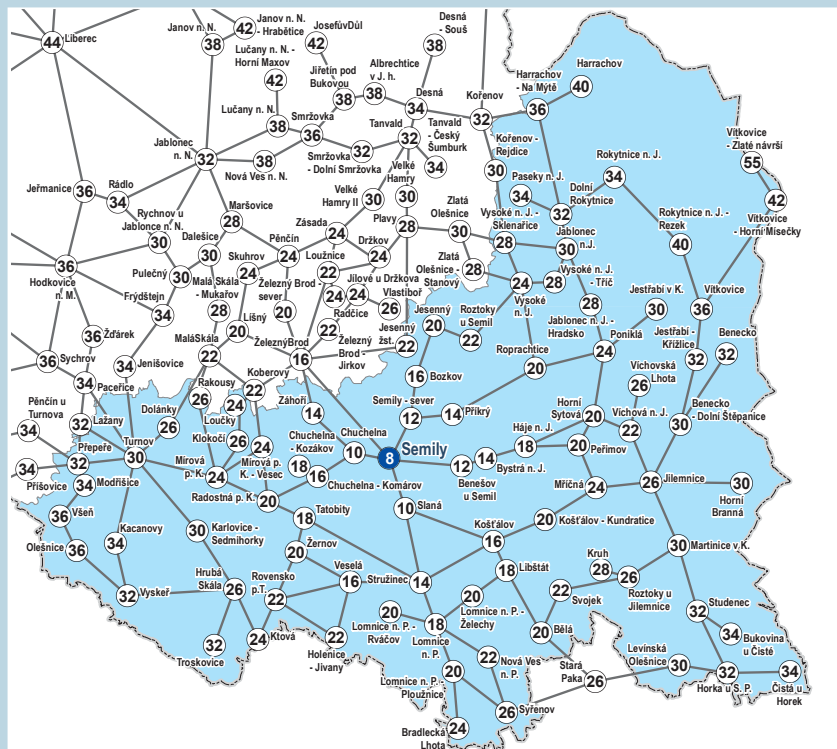 44 Liberec
Janov n. N.
38
Janov n. N.
- Hrabětice
42
Lučany n. N. -
Horní Maxov
42
JosefůvDůl
42
Jiřetín pod
Bukovou
38
Albrechtice
v J. h.
38
Desná
- Souš
38
Desná
34
Kořenov
32
Harrachov
- Na Mýtě
36
Harrachov
40
Lučany n. N.
38
Smržovka
36
Tanvald
32
Tanvald
- Český
Šumburk
34
Jablonec
n. N.
32
Nová Ves n. N.
38
Smržovka
- Dolní Smržovka
32
Kořenov -
Rejdice
30
Paseky n. J.
34
Dolní
Rokytnice
32
Rokytnice n. J.
34
Vítkovice
- Zlaté návrší
55
Vítkovice
- Horní Mísečky
42
Jeřmanice
36
Rádlo
34
Rychnov u
Jablonce n. N.
30
Maršovice
28
Velké
Hamry II
30
Velké
Hamry
30
Zlatá
Olešnice
30
Vysoké n. J. -
Sklenařice
28
Jablonec
n.J.
30
Rokytnice n. J. -
Rezek
40
Hodkovice
n. M.
36
Pulečný
30
Dalešice
30
Skuhrov
24
Pěnčín
24
Zásada
24
Loužnice
22
Držkov
24
Plavy
28
Zlatá
Olešnice -
Stanový
28
Vysoké
n. J.
24
Vysoké n. J.
- Tříč
28
Frýdštejn
34
Malá Skála
- Mukařov
28
Železný Brod -
sever
20
24
Jílové u Držkova
24
Vlastiboř
26
Radčice
22
Jablonec n. J. -
Hradsko
28
Jestřabí v K.
30
Vítkovice
36
Žďárek
36
Líšný
20
ŽeleznýBrod
16
Železný
Brod -
Jirkov
Jesenný
žst.
22
Jesenný
20
Roztoky
u Semil
22
Roprachtice
20
Poniklá
24
Jestřabí -
Křížlice
32
Benecko
32
Sychrov
36
Paceřice
34
Jenišovice
34
MaláSkála
22
Koberovy
22
Bozkov
16
Víchovská
Lhota
26
Pěnčín u
Turnova
34
Lažany
32
Dolánky
26
Rakousy
26
Loučky
24
Záhoří
14
Semily - sever
12
Příkrý
14
Horní
Sytová
20
Víchová n.J.
22
Benecko
- Dolní Štěpanice
30
Příšovice
34
Přepeře
32
Turnov
30
Klokočí
26
Mírová
p. K.
24
Mírová p.
K. - Vesec
24
Chuchelna -
Kozákov
18
Chuchelna
10
Semily
8
Chuchelna - Komárov
16
Benešov
u Semil
12
Bystrá n. J.
14
Háje n. J.
18
Peřimov
20
Modřišice
34
Radostná p. K.
20
Mříčná
24
Jilemnice
26
Horní
Branná
30
Všeň
36
Kacanovy
34
Karlovice -
Sedmihorky
30
Tatobity
18
Slaná
10
Košťálov
16
Košťálov - Kundratice
20
Olešnice
36
Žernov
20
Veselá
16
Stružinec
14
Libštát
18
Kruh
28
Martinice v.K.
30
Vyskeř
32
Hrubá
Skála
26
Rovensko
p.T.
22
Lomnice n. P. -
Želechy
20
Svojek
22
Roztoky u
Jilemnice
26
Studenec
32
Troskovice
32
Ktová
24
Holenice
- Jivany
22
Lomnice n. P. -
Rváčov
20
Lomnice
n. P.
18
Bělá
20
Bukovina
u Čisté
34
Lomnice n. P. -
Ploužnice
20
Nová Ves
n. P.
22
Stará
Paka
26
Levínská
Olešnice
30
Horka u S. P.
32
Čistá u
Horek
34
Bradlecká
Lhota
24
Syřenov
26